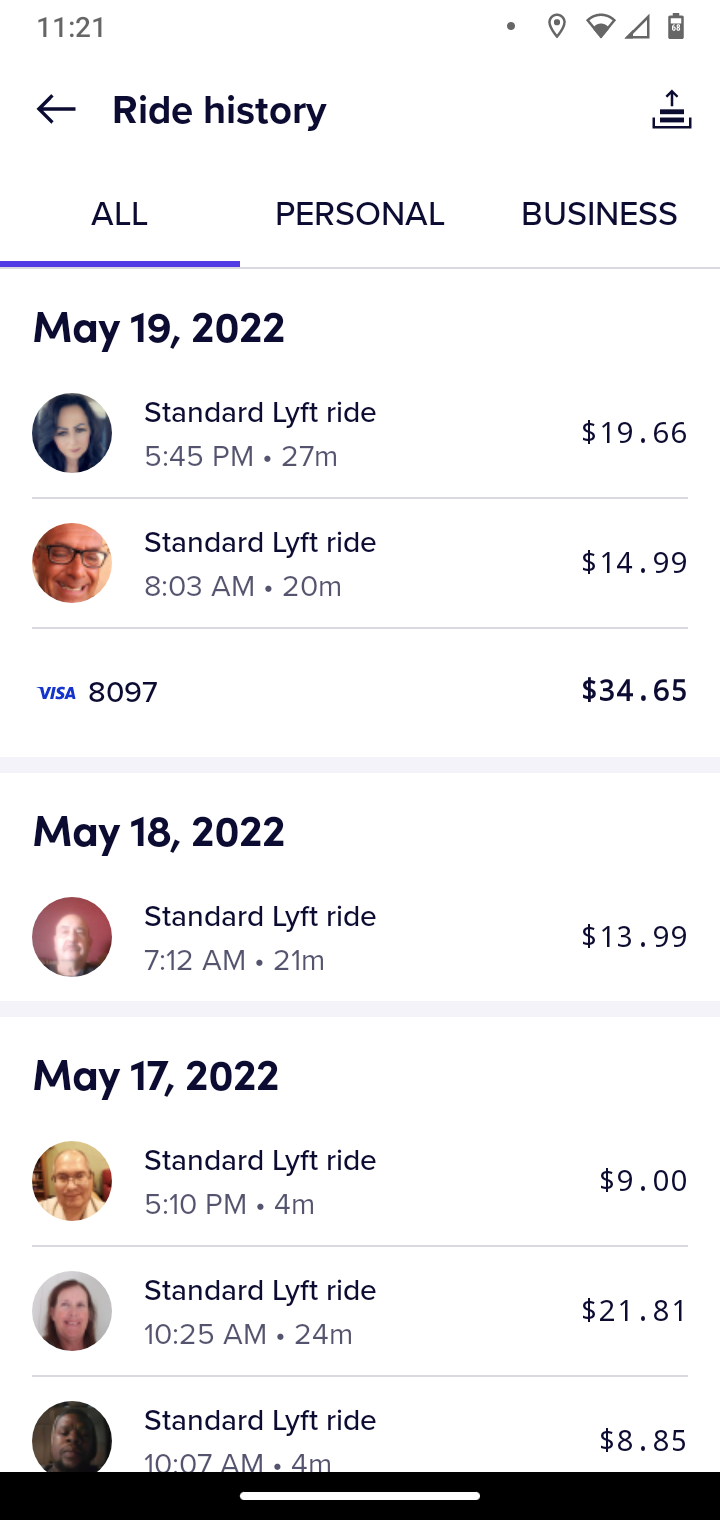 11:21
68
Ride history
ALL PERSONAL BUSINESS
May 19, 2022
Standard Lyft ride
5:45 PM • 27m
$19.66
Standard Lyft ride
8:03 AM • 20m
$14.99
VISA 8097 $34.65
May 18, 2022
Standard Lyft ride
7:12 AM • 21m
$13.99
May 17, 2022
Standard Lyft ride
5:10 PM • 4m
$9.00
Standard Lyft ride
10:25 AM • 24m
$21.81
Standard Lyft ride
10:07 AM • 4m
$8.85